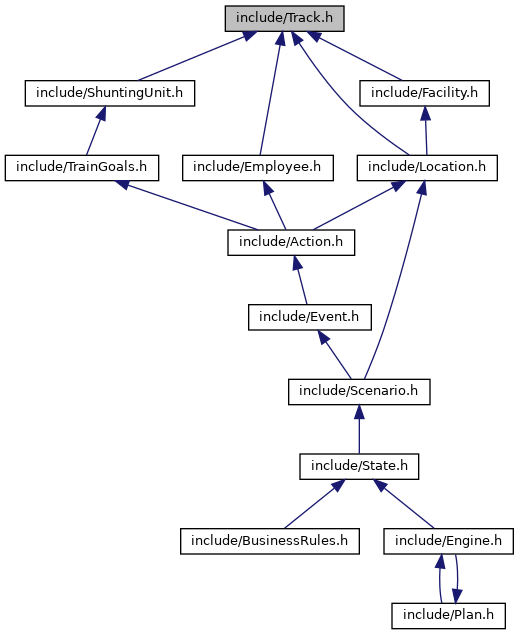 include/Track.h
include/ShuntingUnit.h
include/Facility.h
include/TrainGoals.h
include/Employee.h
include/Location.h
include/Action.h
include/Event.h
include/Scenario.h
include/State.h
include/BusinessRules.h
include/Engine.h
include/Plan.h